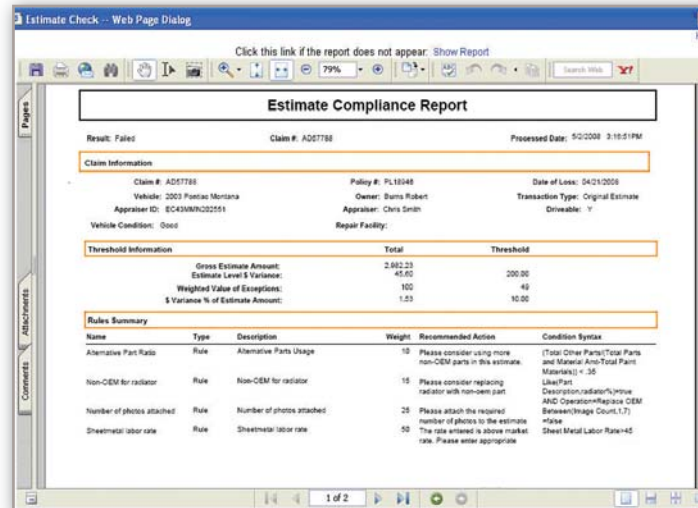 Estimate Check -- Web Page Dialog
Click this link if the report does not appear: Show Report
79%
Search Web
Y!
Pages
Attachments
Comments
Estimate Compliance Report
Result: Failed Claim #: AD57788 Processed Date: 5/2/2008 3:16:51PM
Claim Information
Claim #: AD57788 Policy #: PL18946 Date of Loss: 04/21/2008
Vehicle: 2003 Pontiac Montana Owner: Burns Robert Transaction Type: Original Estimate
Appraiser ID: Appraiser: Chris Smith Driveable: Y
Vehicle Condition: Good Repair Facility:
Threshold Information Total Threshold
Gross Estimate Amount: 2,982.23
Estimate Level $ Variance: 45.60 200.00
Weighted Value of Exceptions: 100 49
$ Variance % of Estimate Amount: 1.53 10.00
Rules Summary
Name Type Description Weight Recommended Action Condition Syntax
Alternative Part Ratio Rule Alternative Parts Usage 10 Please consider using more (Total Other Parts/(Total Parts
non-OEM parts in this estimate. and Material Amt-Total Paint
Materials)) < .35
Non-OEM for radiator Rule Non-OEM for radiator 15 Please consider replacing Like(Part
radiator with non-oem part Description,radiator%)=true
AND Operation=Replace OEM
Number of photos attached Rule Number of photos attached 25 Please attach the required Between(Image Count,1,7)
number of photos to the estimate =false
Sheetmetal labor rate Rule Sheetmetal labor rate 50 The rate entered is above market Sheet Metal Labor Rate>45
rate. Please enter appropriate
1 of 2